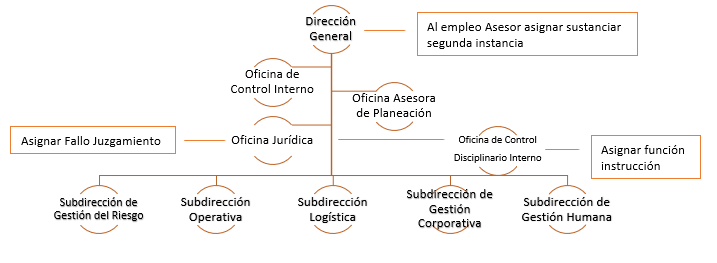 Dirección
General
Al empleo Asesor asignar sustanciar
segunda instancia
Oficina de
Control Interno
Oficina Asesora
de Planeación
Asignar Fallo Juzgamiento
Oficina Jurídica
Oficina de Control
Disciplinario Interno
Asignar función
instrucción
Subdirección de
Gestión del Riesgo
Subdirección
Operativa
Subdirección
Logística
Subdirección de
Gestión
Corporativa
Subdirección de
Gestión Humana